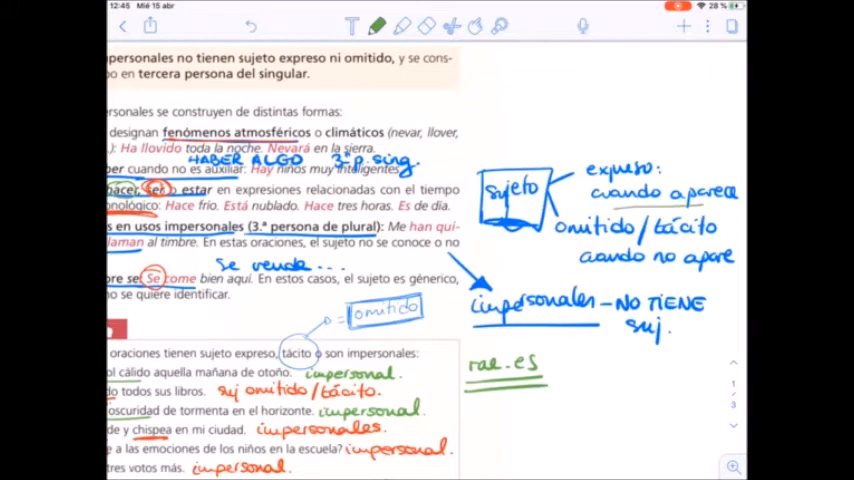 12:45 Mié 15 abr
28 %
personales no tienen sujeto expreso ni omitido, y se cons-
o en tercera persona del singular.
ersonales se construyen de distintas formas:
designan fenómenos atmosféricos o climáticos (nevar, llover,
.): Ha llovido toda la noche. Nevará en la sierra.
HABER ALGO 3ª p. sing.
ber cuando no es auxiliar: Hay niños muy inteligentes.
hacer, ser o estar en expresiones relacionadas con el tiempo
onológico: Hace frío. Está nublado. Hace tres horas. Es de día.
s en usos impersonales (3.ª persona de plural): Me han qui-
llaman al timbre. En estas oraciones, el sujeto no se conoce o no
se vende...
bre se: Se come bien aquí. En estos casos, el sujeto es genérico,
no se quiere identificar.
= omitido
oraciones tienen sujeto expreso, tácito o son impersonales:
ol cálido aquella mañana de otoño. impersonal.
do todos sus libros. suj omitido/tácito.
oscuridad de tormenta en el horizonte. impersonal.
de y chispea en mi ciudad. impersonales.
e a las emociones de los niños en la escuela? impersonal.
tres votos más. impersonal.
sujeto
expreso:
cuando aparece
omitido/tácito
cuando no apare
impersonales – NO TIENE
suj.
rae.es
1
3